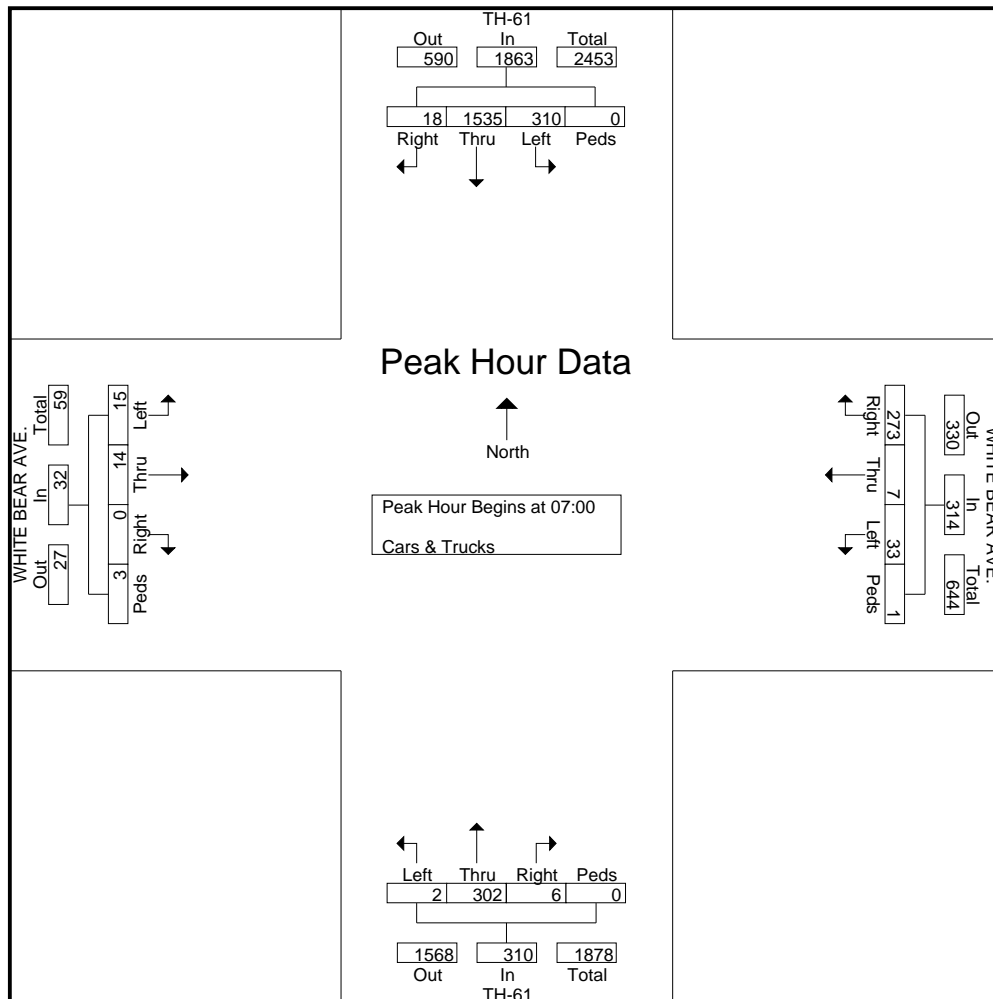 TH-61
Out In Total
590 1863 2453
18 1535 310 0
Right Thru Left Peds
Peak Hour Data
North
Peak Hour Begins at 07:00
Cars & Trucks
WHITE BEAR AVE.
Out In Total
27 32 59
3 0 14 15
Peds Right Thru Left
WHITE BEAR AVE.
Out In Total
330 314 644
273 7 33 1
Right Thru Left Peds
Left Thru Right Peds
2 302 6 0
1568 310 1878
Out In Total
TH-61